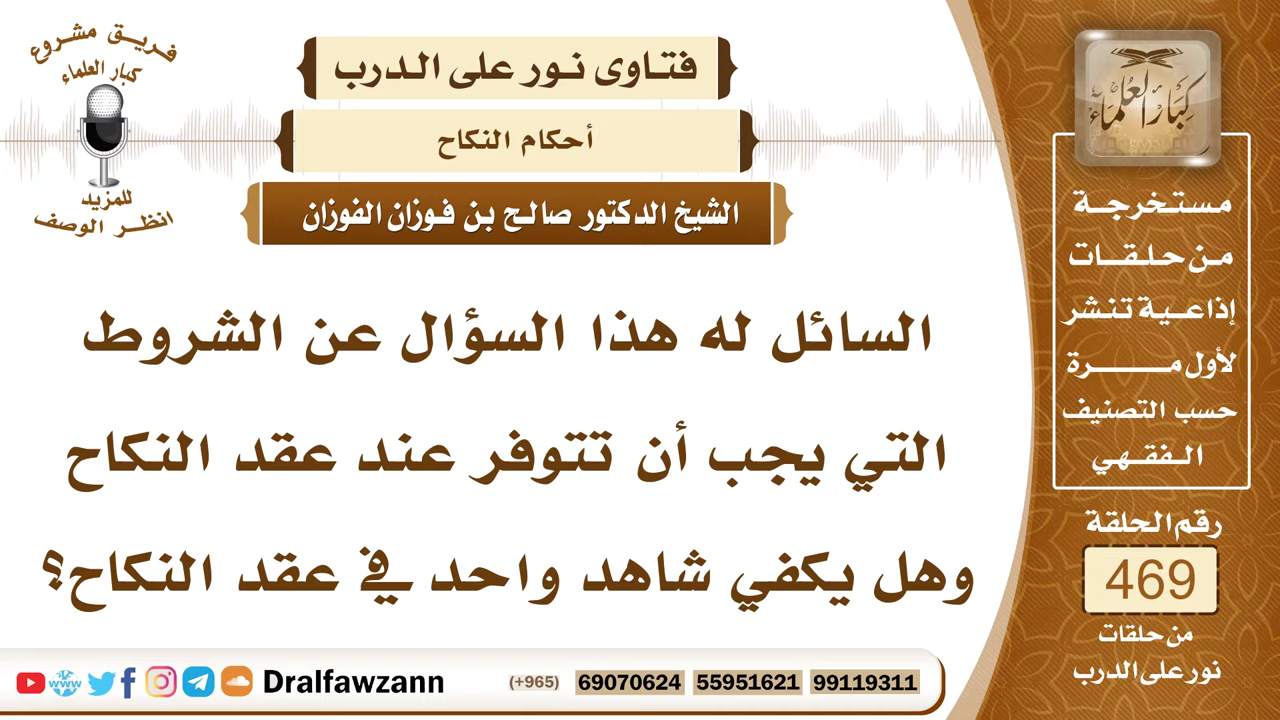 فريق مشروع
كبار العلماء
للمزيد
انظر الوصف
فتاوى نور على الدرب
أحكام النكاح
الشيخ الدكتور صالح بن فوزان الفوزان
السائل له هذا السؤال عن الشروط
التي يجب أن تتوفر عند عقد النكاح
وهل يكفي شاهد واحد في عقد النكاح؟
كبار العلماء
مستخرجة
من حلقات
إذاعية تنشر
لأول مرة
حسب التصنيف
الفقهي
رقم الحلقة
469
من حلقات
نور على الدرب
www Dralfawzann (+965) 69070624 55951621 99119311